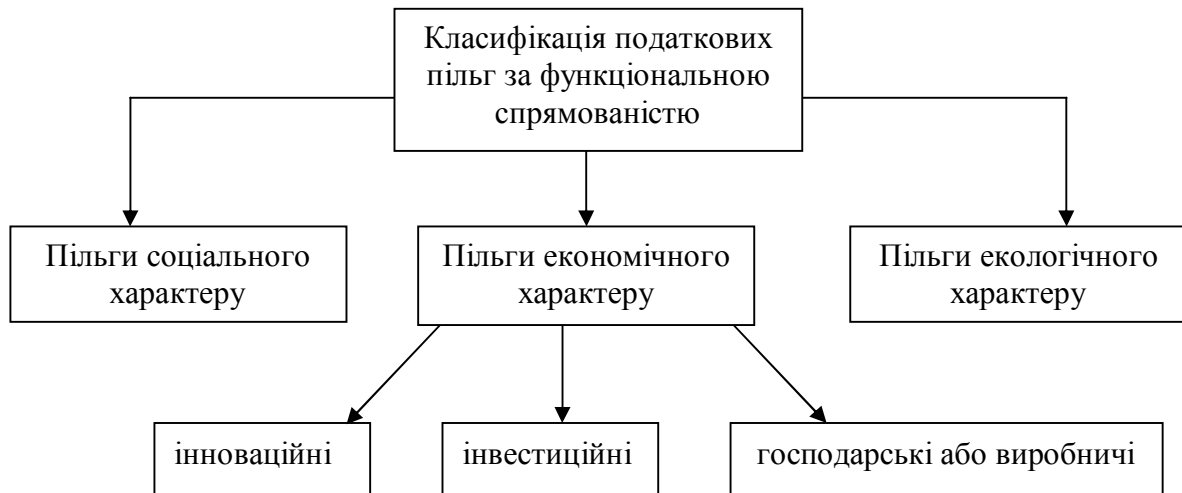 Класифікація податкових
пільг за функціональною
спрямованістю
Пільги соціального
характеру
Пільги економічного
характеру
Пільги екологічного
характеру
інноваційні
інвестиційні
господарські або виробничі